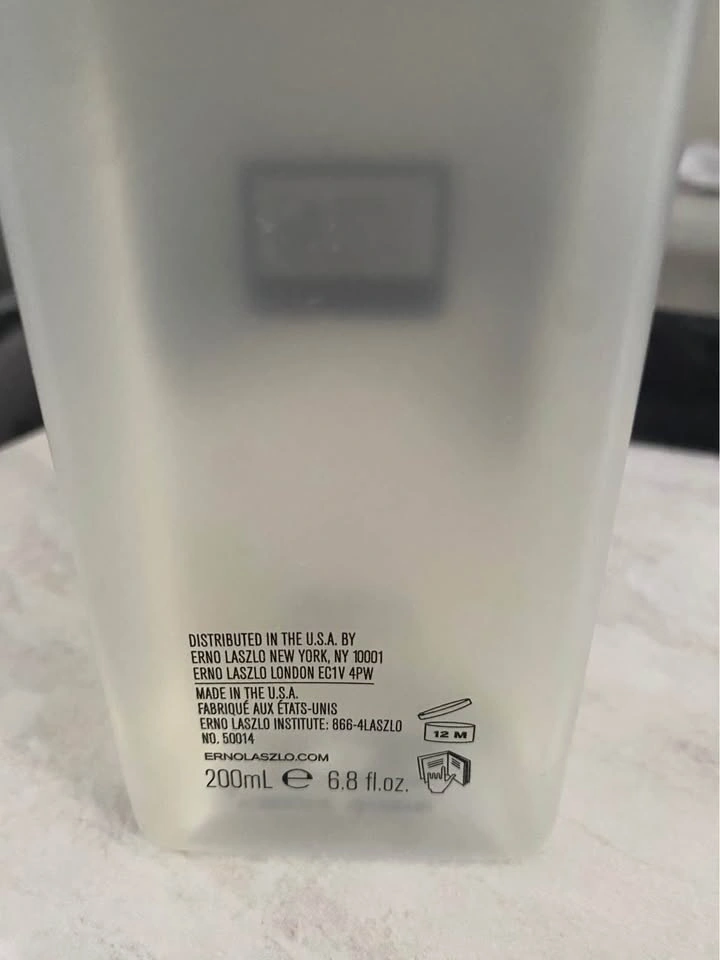 DISTRIBUTED IN THE U.S.A. BY
ERNO LASZLO NEW YORK, NY 10001
ERNO LASZLO LONDON EC1V 4PW
MADE IN THE U.S.A.
FABRIQUÉ AUX ÉTATS-UNIS
ERNO LASZLO INSTITUTE: 866-4LASZLO
NO. 50014
12 M
ERNOLASZLO.COM
200mL ℮ 6.8 fl.oz.